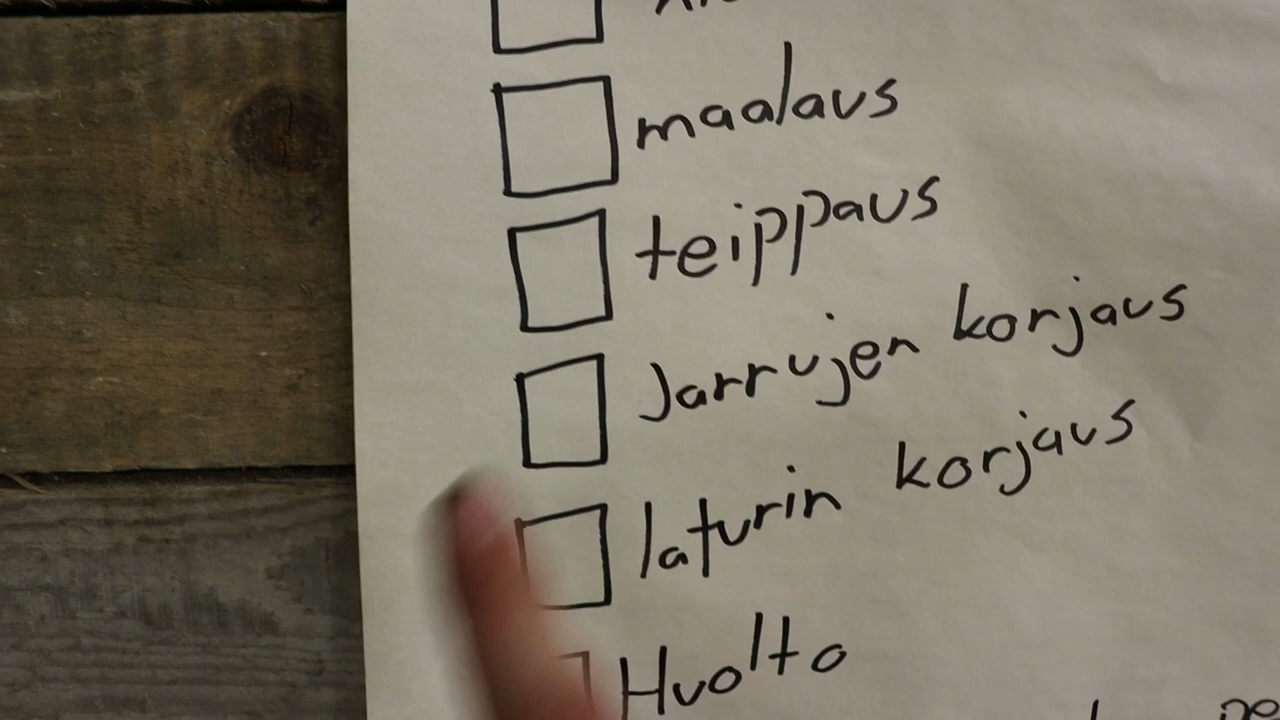 maalaus
teippaus
Jarrujen korjaus
laturin korjaus
Huolto